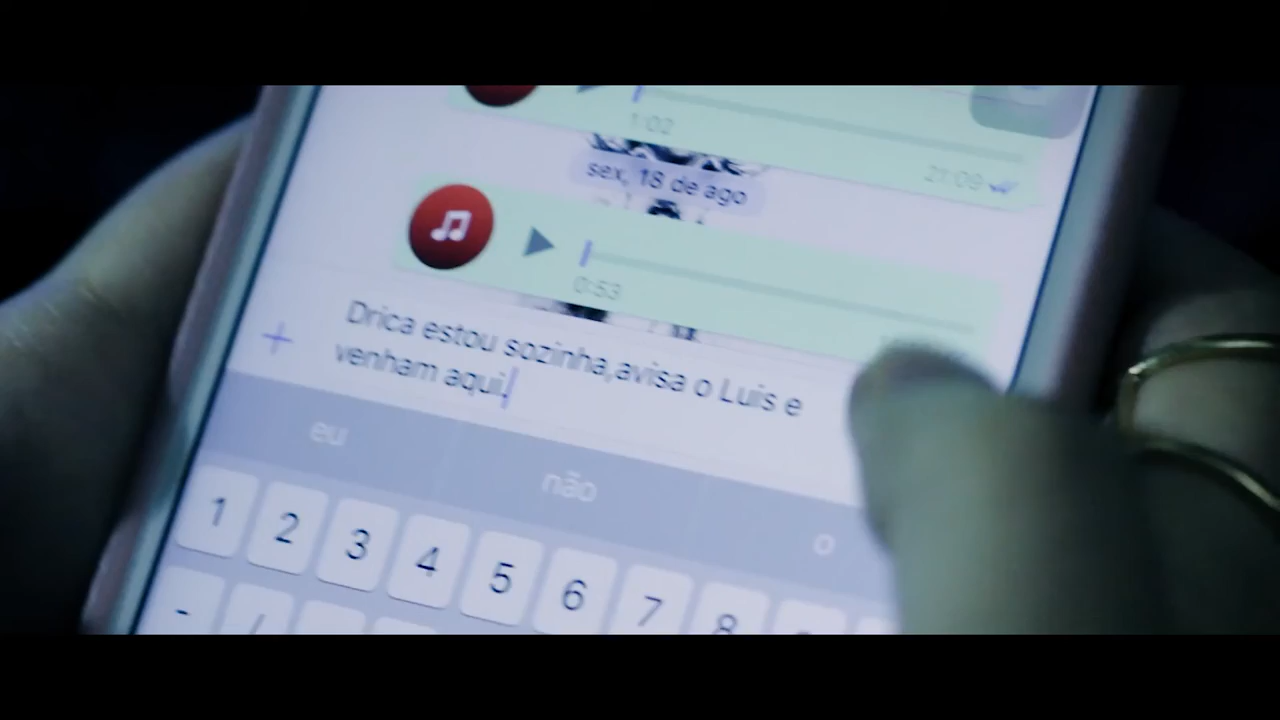 1:02
21:09
sex, 18 de ago
0:53
Drica estou sozinha,avisa o Luis e
venham aqui.
eu não o
1 2 3 4 5 6 7 8
- /